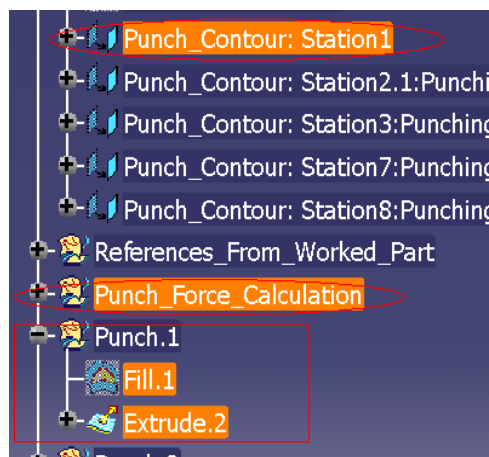 Punch_Contour: Station1
Punch_Contour: Station2.1:Punchi
Punch_Contour: Station3:Punching
Punch_Contour: Station7:Punching
Punch_Contour: Station8:Punching
References_From_Worked_Part
Punch_Force_Calculation
Punch.1
Fill.1
Extrude.2